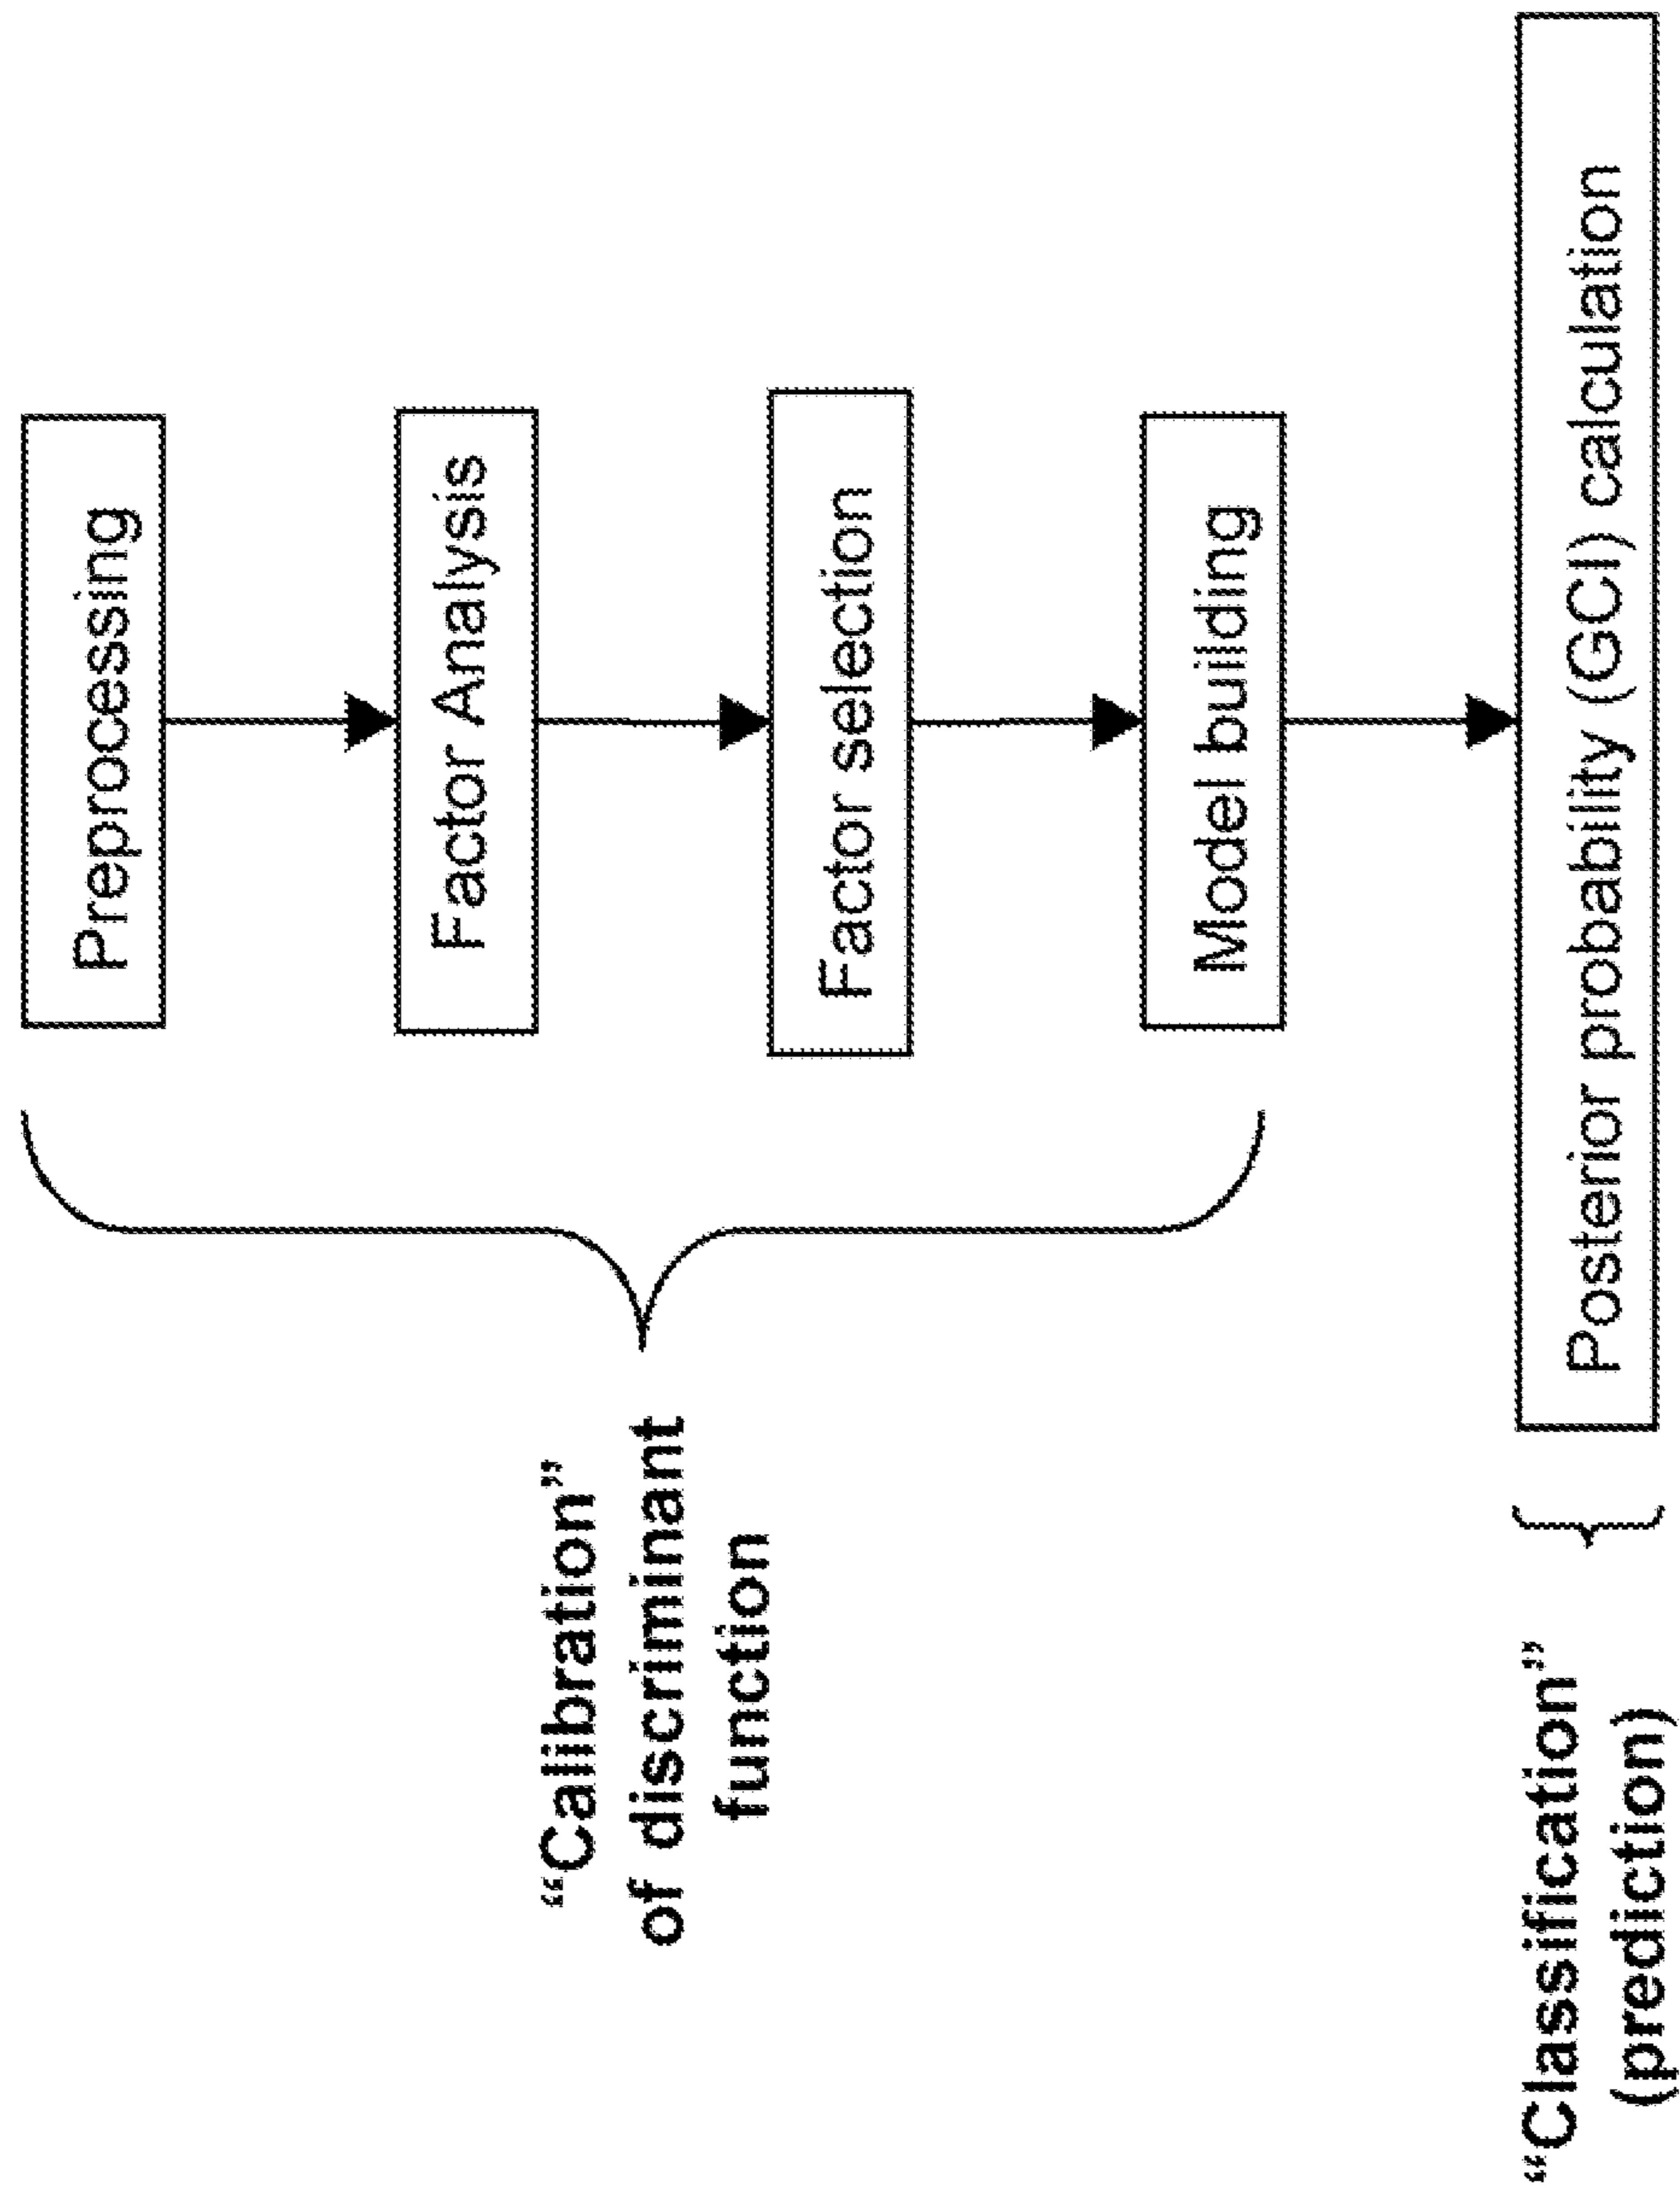 Preprocessing
Factor Analysis
Factor selection
Model building
“Calibration”
of discriminant
function
Posterior probability (GCI) calculation
“Classification”
(prediction)